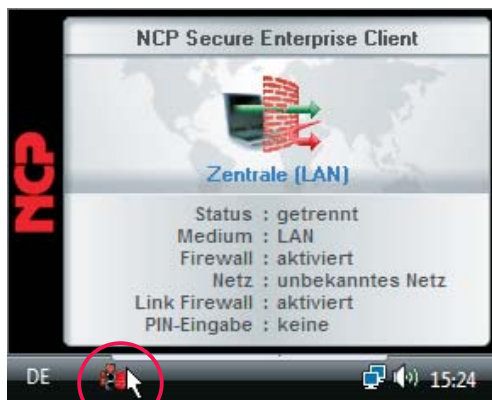 NCP Secure Enterprise Client
NCP
Zentrale (LAN)
Status : getrennt
Medium : LAN
Firewall : aktiviert
Netz : unbekanntes Netz
Link Firewall : aktiviert
PIN-Eingabe : keine
DE 15:24